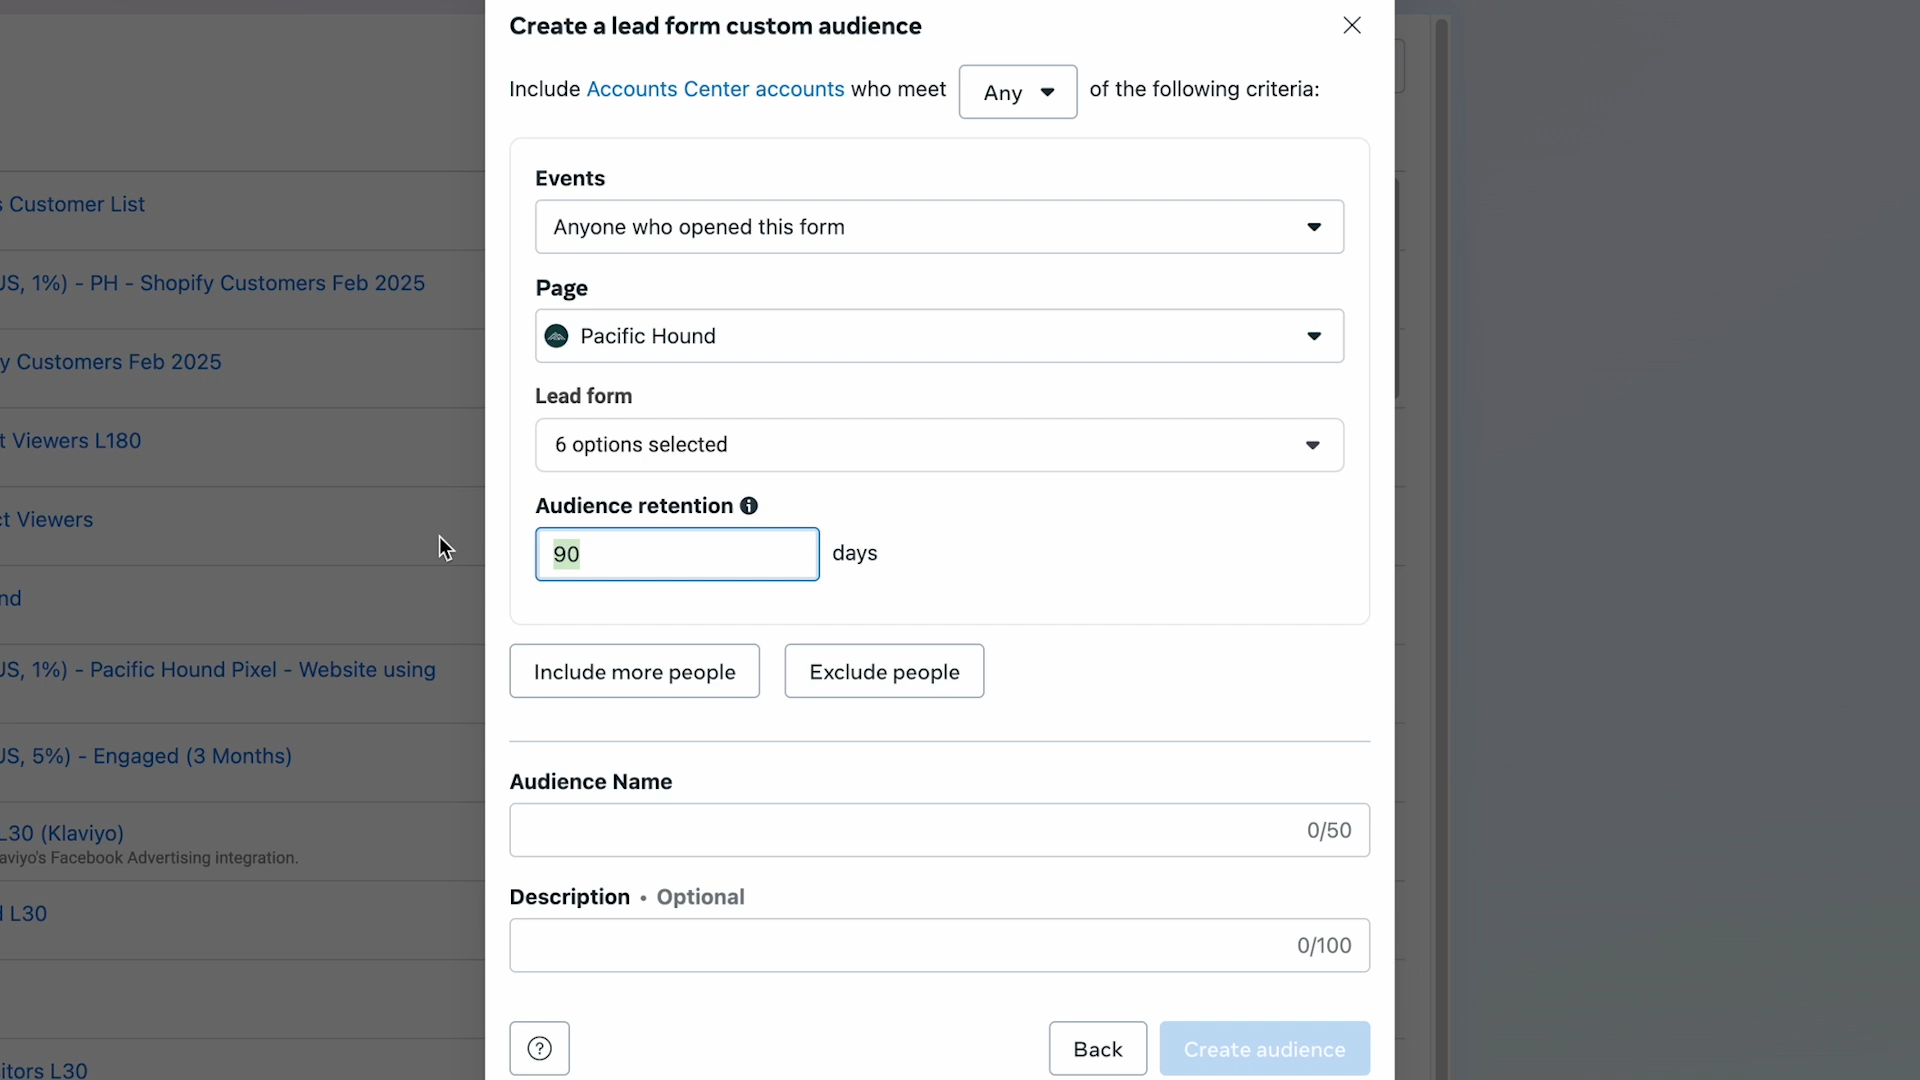 Create a lead form custom audience
Include Accounts Center accounts who meet Any of the following criteria:
Events
Anyone who opened this form
Page
Pacific Hound
Lead form
6 options selected
Audience retention
90 days
Include more people Exclude people
Audience Name
0/50
Description • Optional
0/100
Back Create audience
s Customer List
US, 1%) - PH - Shopify Customers Feb 2025
y Customers Feb 2025
t Viewers L180
ct Viewers
nd
US, 1%) - Pacific Hound Pixel - Website using
US, 5%) - Engaged (3 Months)
L30 (Klaviyo)
aviyo's Facebook Advertising integration.
L30
itors L30